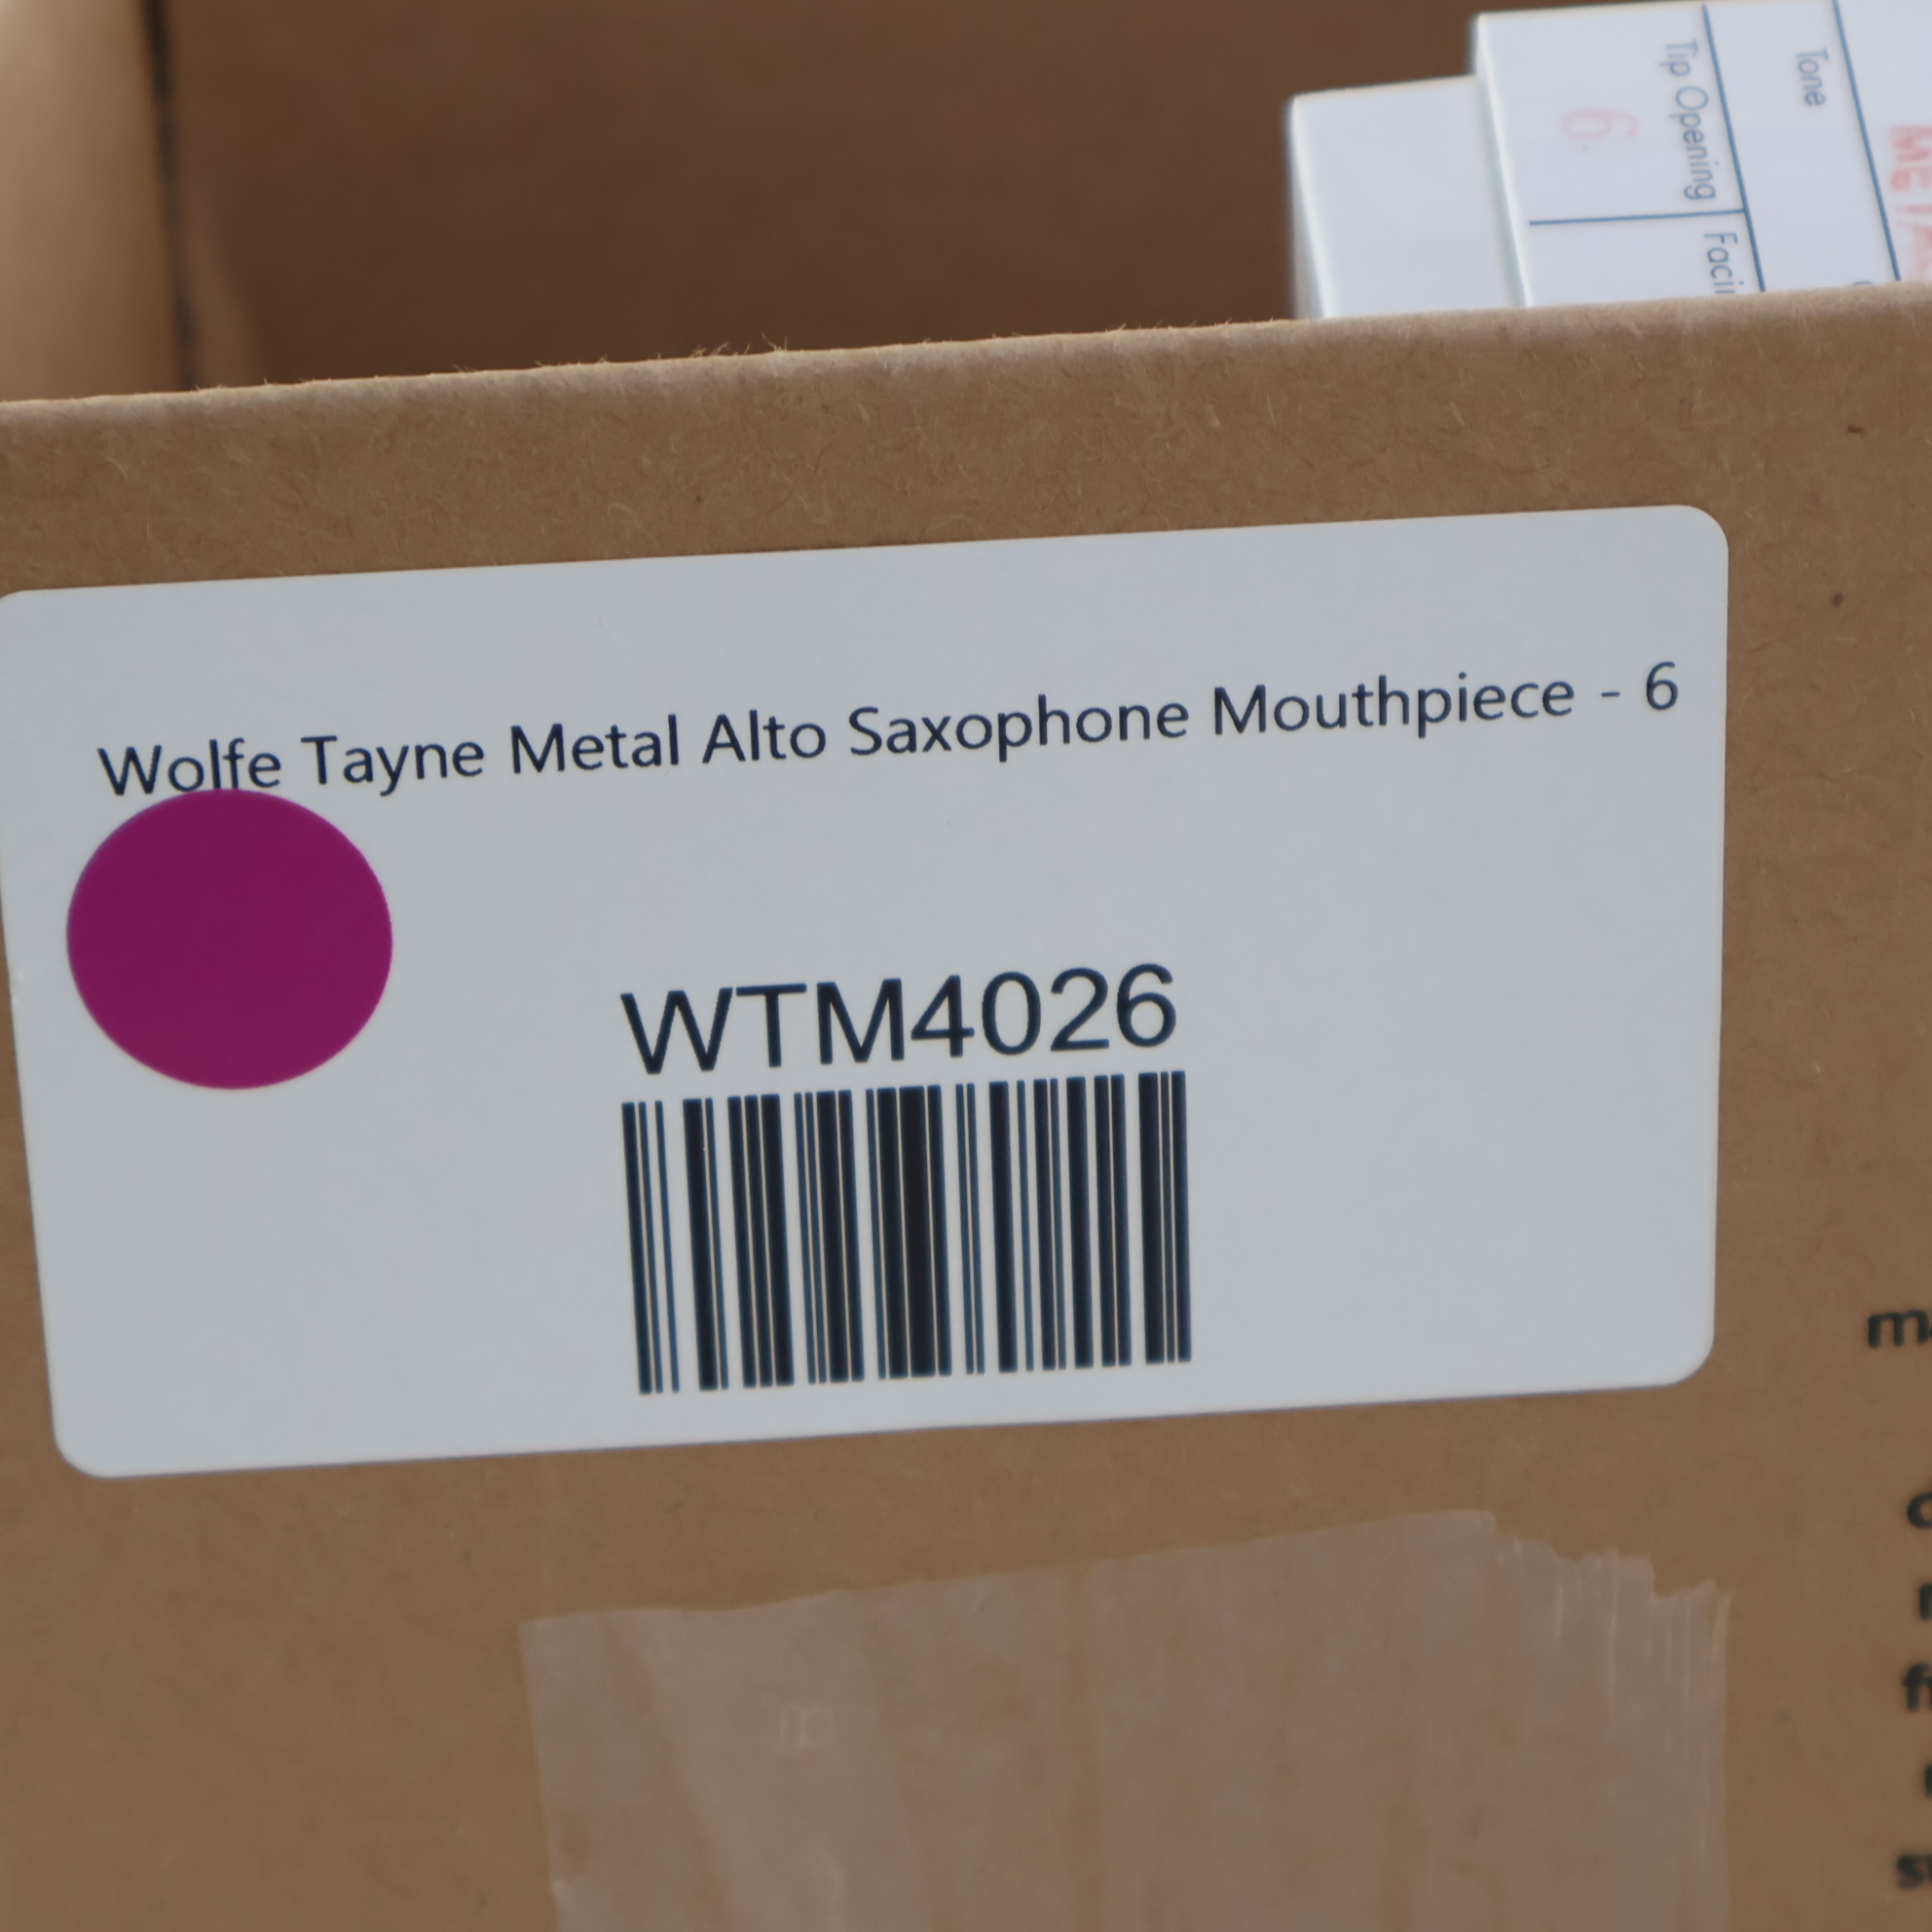 Tone
Tip Opening
6.
Wolfe Tayne Metal Alto Saxophone Mouthpiece - 6
WTM4026